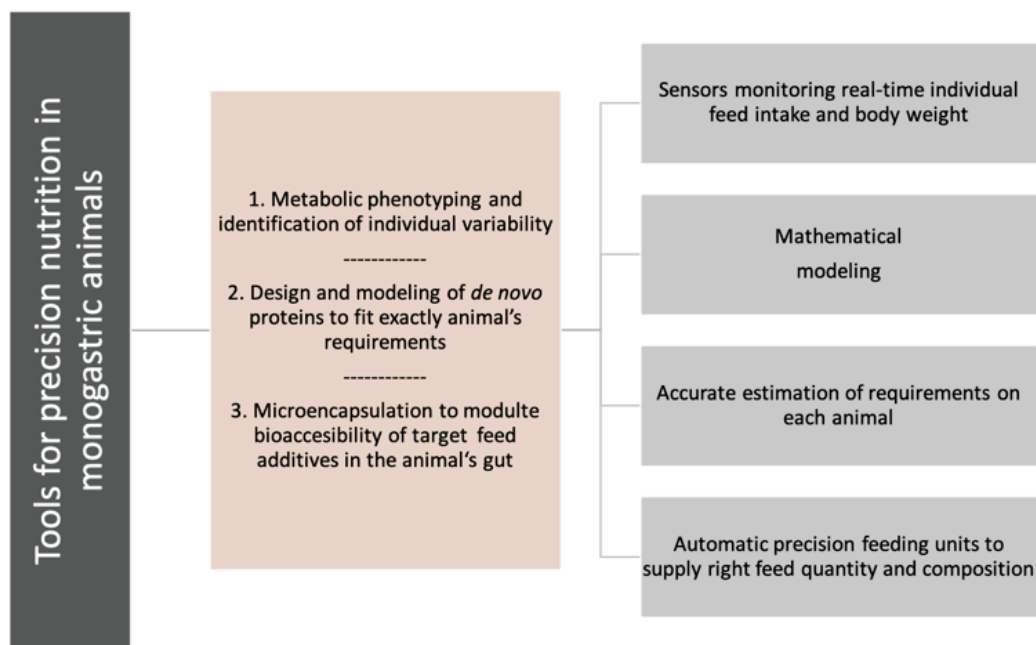 Tools for precision nutrition in
monogastric animals
1. Metabolic phenotyping and
identification of individual variability
------------
2. Design and modeling of de novo
proteins to fit exactly animal's
requirements
------------
3. Microencapsulation to modulte
bioaccesibility of target feed
additives in the animal's gut
Sensors monitoring real-time individual
feed intake and body weight
Mathematical
modeling
Accurate estimation of requirements on
each animal
Automatic precision feeding units to
supply right feed quantity and composition